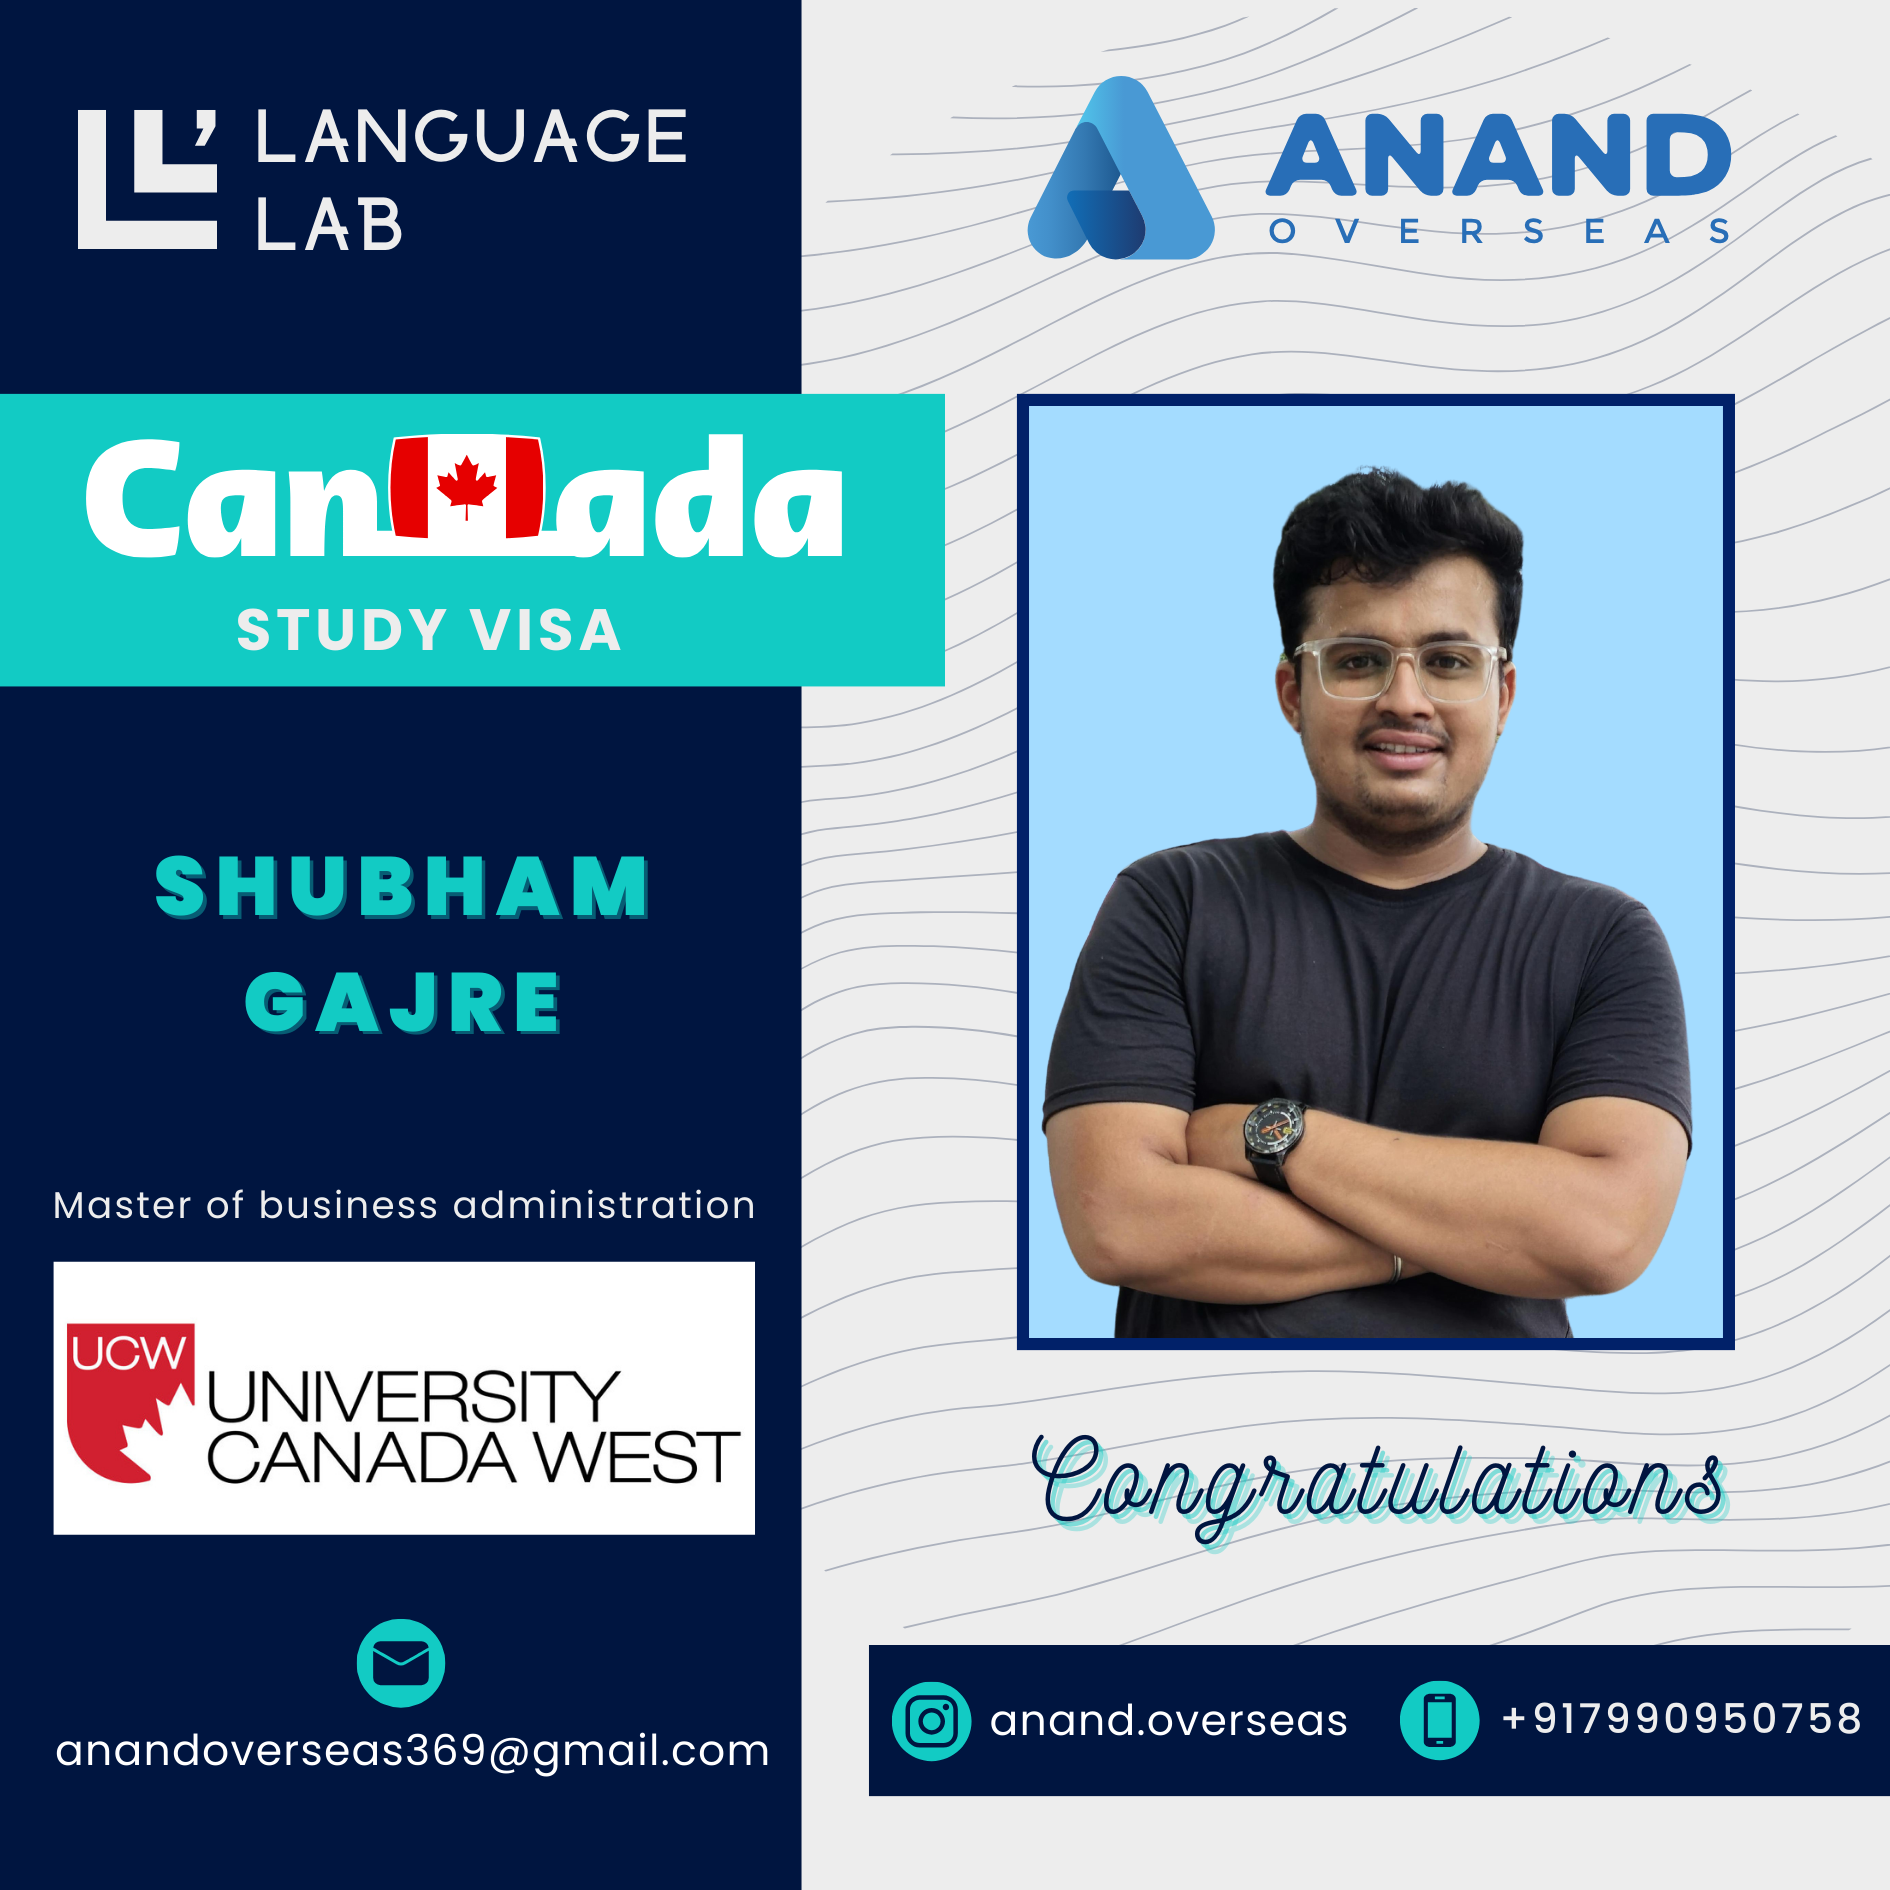 LANGUAGE
LAB
ANAND
OVERSEAS
Canada
STUDY VISA
SHUBHAM
GAJRE
Master of business administration
UCW
UNIVERSITY
CANADA WEST
anandoverseas369@gmail.com
Congratulations
anand.overseas
+917990950758